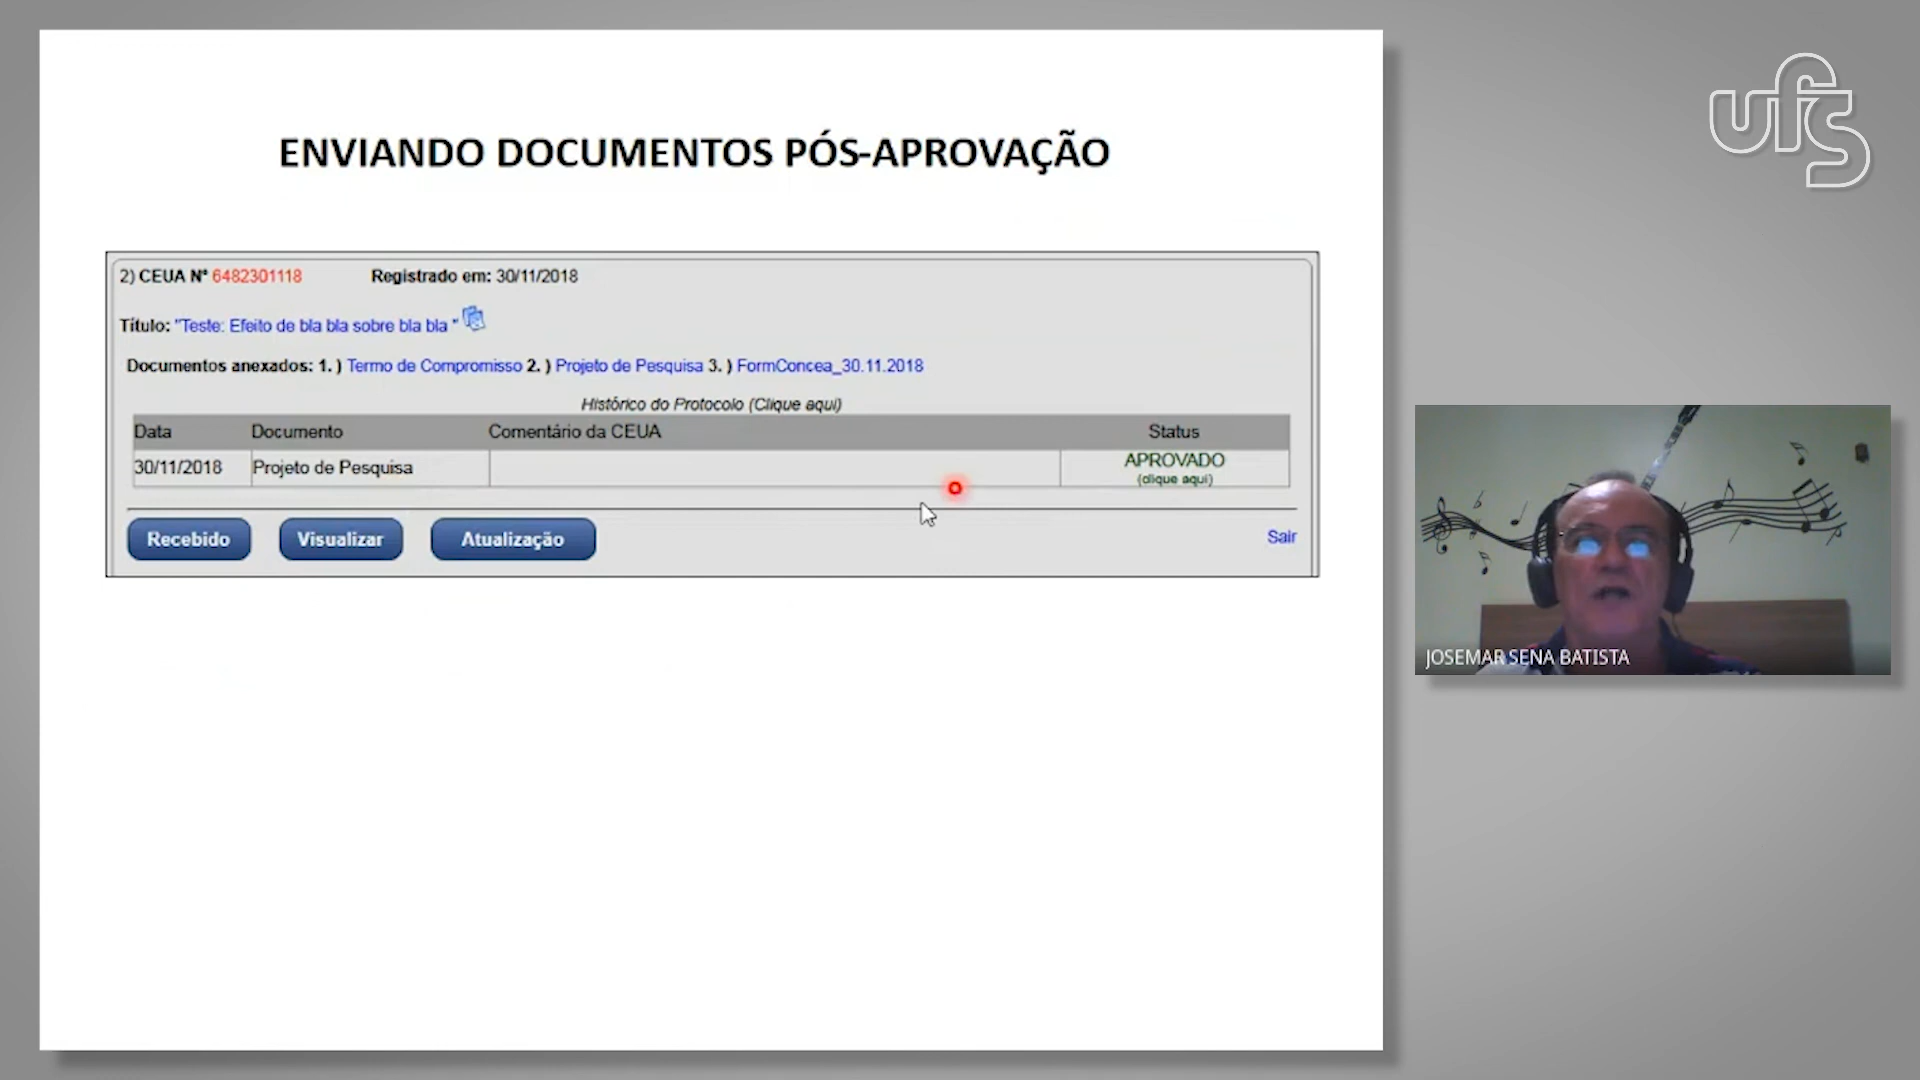 ufs
ENVIANDO DOCUMENTOS PÓS-APROVAÇÃO
2) CEUA Nº 6482301118 Registrado em: 30/11/2018
Título: "Teste: Efeito de bla bla sobre bla bla "
Documentos anexados: 1. ) Termo de Compromisso 2. ) Projeto de Pesquisa 3. ) FormConcea_30.11.2018
Histórico do Protocolo (Clique aqui)
Data Documento Comentário da CEUA Status
30/11/2018 Projeto de Pesquisa APROVADO
(clique aqui)
Recebido Visualizar Atualização Sair
JOSEMAR SENA BATISTA